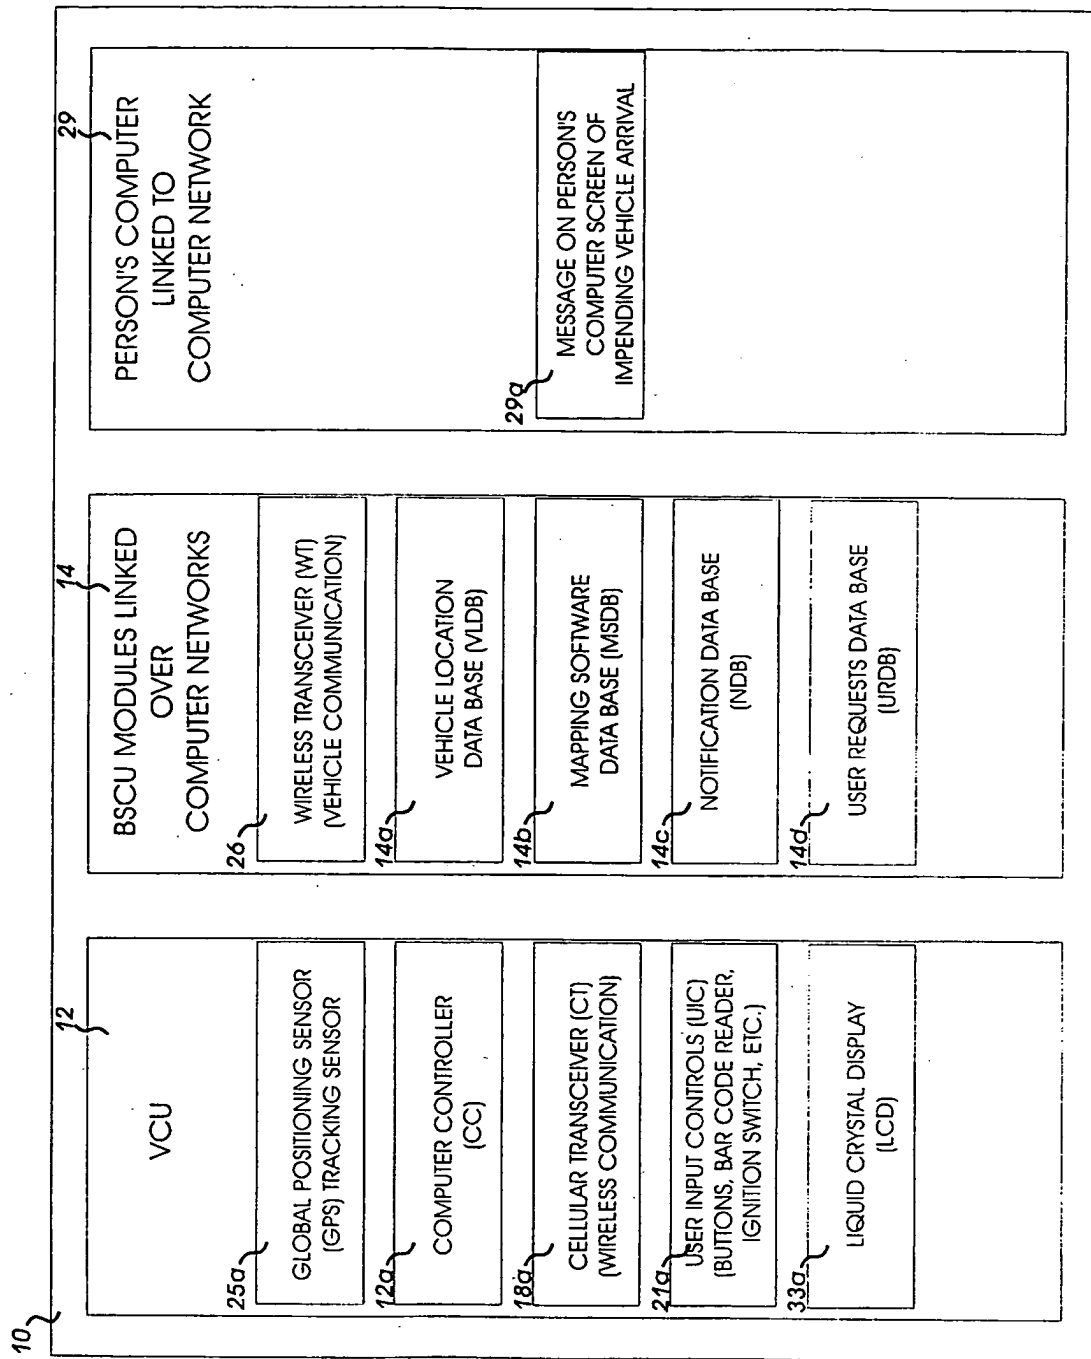 10
12
VCU
25a
GLOBAL POSITIONING SENSOR
(GPS) TRACKING SENSOR
12a
COMPUTER CONTROLLER
(CC)
18a
CELLULAR TRANSCEIVER (CT)
(WIRELESS COMMUNICATION)
21a
USER INPUT CONTROLS (UIC)
(BUTTONS, BAR CODE READER,
IGNITION SWITCH, ETC.)
33a
LIQUID CRYSTAL DISPLAY
(LCD)
14
BSCU MODULES LINKED
OVER
COMPUTER NETWORKS
26
WIRELESS TRANSCEIVER (WT)
(VEHICLE COMMUNICATION)
14a
VEHICLE LOCATION
DATA BASE (VLDB)
14b
MAPPING SOFTWARE
DATA BASE (MSDB)
14c
NOTIFICATION DATA BASE
(NDB)
14d
USER REQUESTS DATA BASE
(URDB)
29
PERSON'S COMPUTER
LINKED TO
COMPUTER NETWORK
29a
MESSAGE ON PERSON'S
COMPUTER SCREEN OF
IMPENDING VEHICLE ARRIVAL